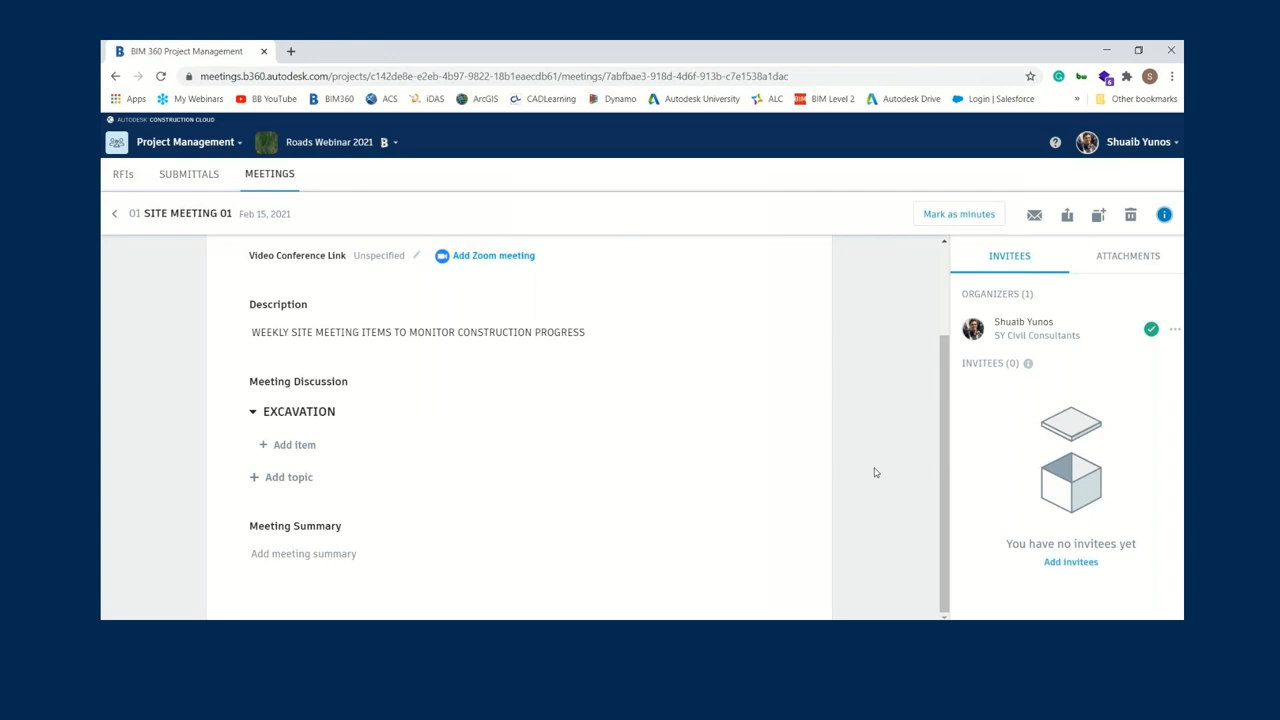 BIM 360 Project Management
meetings.b360.autodesk.com/projects/c142de8e-e2eb-4b97-9822-18b1eaecdb61/meetings/7abfbae3-918d-4d6f-913b-c7e1538a1dac
S
Apps My Webinars BB YouTube BIM360 ACS iDAS ArcGIS CADLearning Dynamo Autodesk University ALC BIM Level 2 Autodesk Drive Login | Salesforce » Other bookmarks
AUTODESK CONSTRUCTION CLOUD
Project Management Roads Webinar 2021 B Shuaib Yunos
RFIs SUBMITTALS MEETINGS
01 SITE MEETING 01 Feb 15, 2021 Mark as minutes
Video Conference Link Unspecified Add Zoom meeting
INVITEES ATTACHMENTS
Description
WEEKLY SITE MEETING ITEMS TO MONITOR CONSTRUCTION PROGRESS
Meeting Discussion
EXCAVATION
+ Add item
+ Add topic
Meeting Summary
Add meeting summary
ORGANIZERS (1)
Shuaib Yunos
SY Civil Consultants
INVITEES (0)
You have no invitees yet
Add invitees